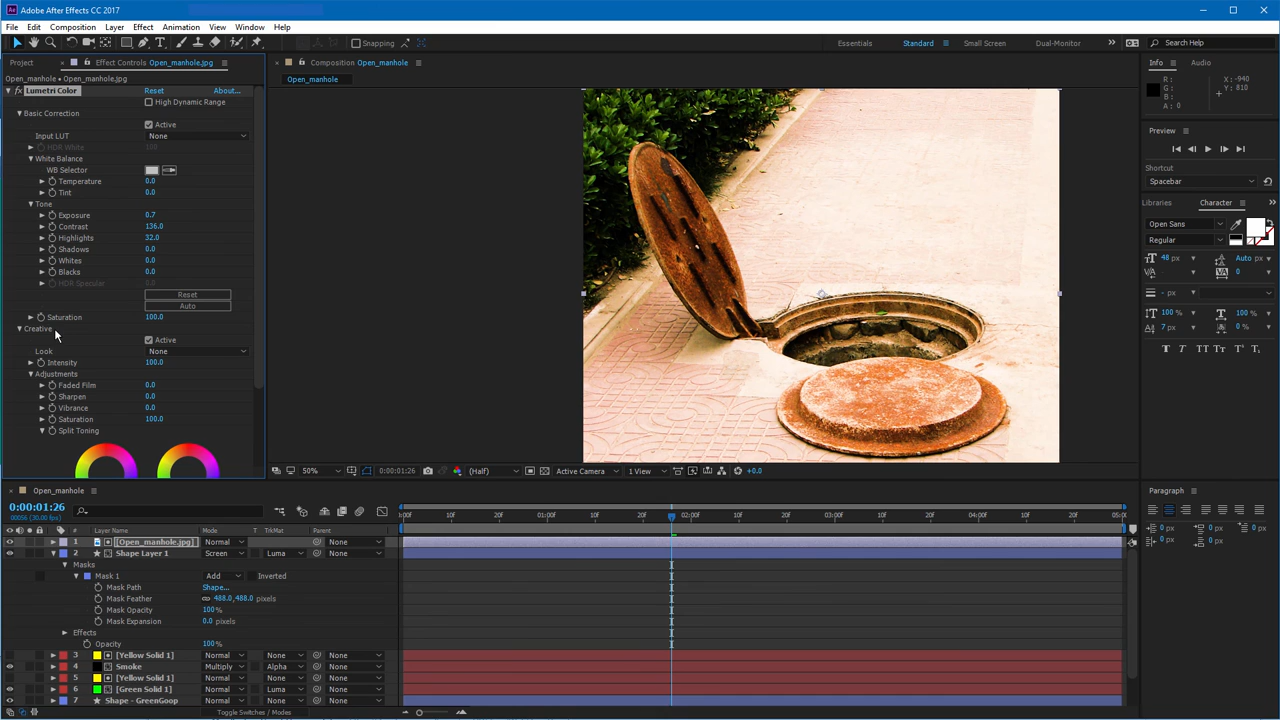 Adobe After Effects CC 2017
File Edit Composition Layer Effect Animation View Window Help
Snapping Essentials Standard Small Screen Dual-Monitor Search Help
Project Effect Controls Open_manhole.jpg
Open_manhole • Open_manhole.jpg
fx Lumetri Color Reset About...
High Dynamic Range
Basic Correction
Active
Input LUT None
HDR White 100
White Balance
WB Selector
Temperature 0.0
Tint 0.0
Tone
Exposure 0.7
Contrast 136.0
Highlights 32.0
Shadows 0.0
Whites 0.0
Blacks 0.0
HDR Specular 0.0
Reset
Auto
Saturation 100.0
Creative
Active
Look None
Intensity 100.0
Adjustments
Faded Film 0.0
Sharpen 0.0
Vibrance 0.0
Saturation 100.0
Split Toning
Composition Open_manhole
Open_manhole
50% 0:00:01:26 (Half) Active Camera 1 View +0.0
Info Audio
R : X : -940
G : Y : 810
B :
A : 0
Preview
Shortcut
Spacebar
Libraries Character
Open Sans
Regular
48 px Auto px
0
- px
100 % 100 %
7 px 0 %
T T TT Tt T¹ T₁
Paragraph
0 px 0 px 0 px
0 px 0 px
Open_manhole
0:00:01:26
00056 (30.00 fps)
# Layer Name Mode T TrkMat Parent
1 [Open_manhole.jpg] Normal None
2 Shape Layer 1 Screen Luma None
Masks
Mask 1 Add Inverted
Mask Path Shape...
Mask Feather 488.0,488.0 pixels
Mask Opacity 100%
Mask Expansion 0.0 pixels
Effects
Opacity 100%
3 [Yellow Solid 1] Normal None None
4 Smoke Multiply Alpha None
5 [Yellow Solid 1] Normal None None
6 [Green Solid 1] Normal Luma None
7 Shape - GreenGoop Normal None None
Toggle Switches / Modes
:00f 10f 20f 01:00f 10f 20f 02:00f 10f 20f 03:00f 10f 20f 04:00f 10f 20f 05:00